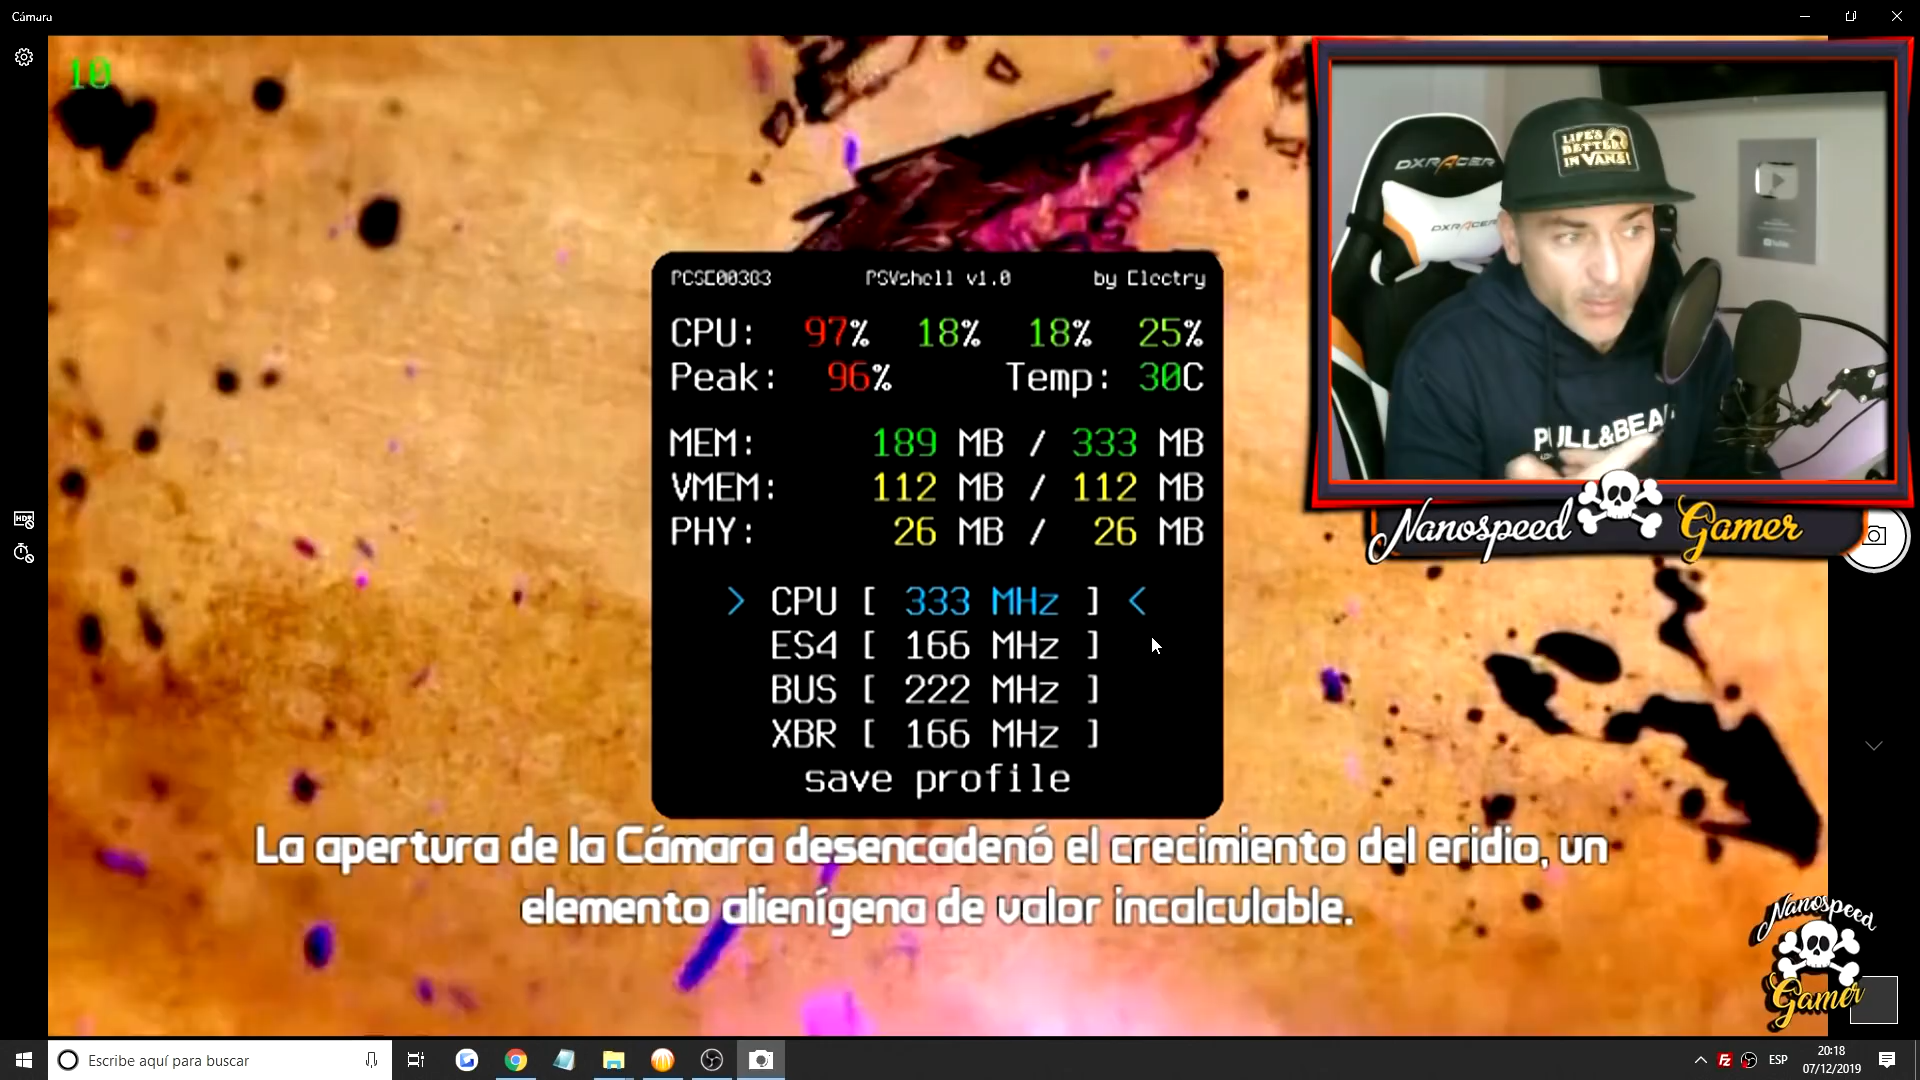 Cámara
10
PCSE00383 PSVshell v1.0 by Electry
CPU: 97% 18% 18% 25%
Peak: 96% Temp: 30C
MEM: 189 MB / 333 MB
VMEM: 112 MB / 112 MB
PHY: 26 MB / 26 MB
> CPU [ 333 MHz ] <
ES4 [ 166 MHz ]
BUS [ 222 MHz ]
XBR [ 166 MHz ]
save profile
La apertura de la Cámara desencadenó el crecimiento del eridio, un
elemento alienígena de valor incalculable.
LIFE'S
BETTER
IN VANS!
DXRACER
DXRACER
PULL&BEAR
Nanospeed Gamer
Nanospeed
Gamer
HDR
Escribe aquí para buscar
ESP
20:18
07/12/2019